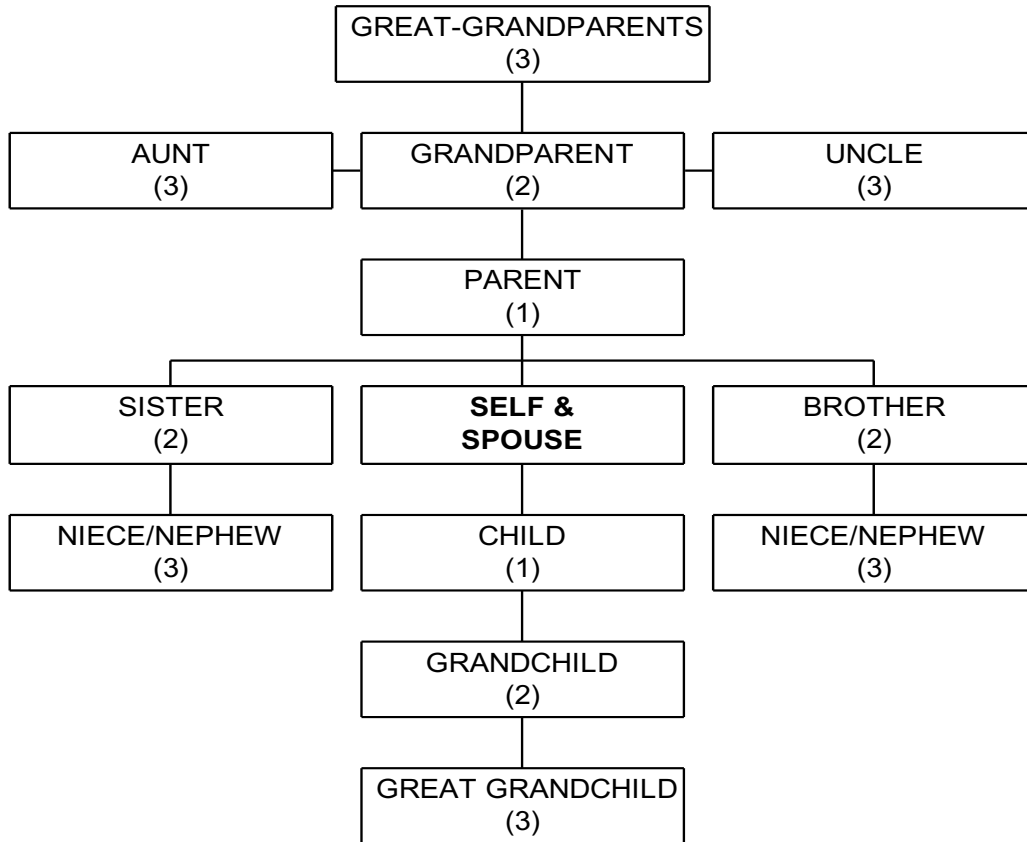 GREAT-GRANDPARENTS
(3)
AUNT
(3)
GRANDPARENT
(2)
UNCLE
(3)
PARENT
(1)
SISTER
(2)
SELF &
SPOUSE
BROTHER
(2)
NIECE/NEPHEW
(3)
CHILD
(1)
NIECE/NEPHEW
(3)
GRANDCHILD
(2)
GREAT GRANDCHILD
(3)